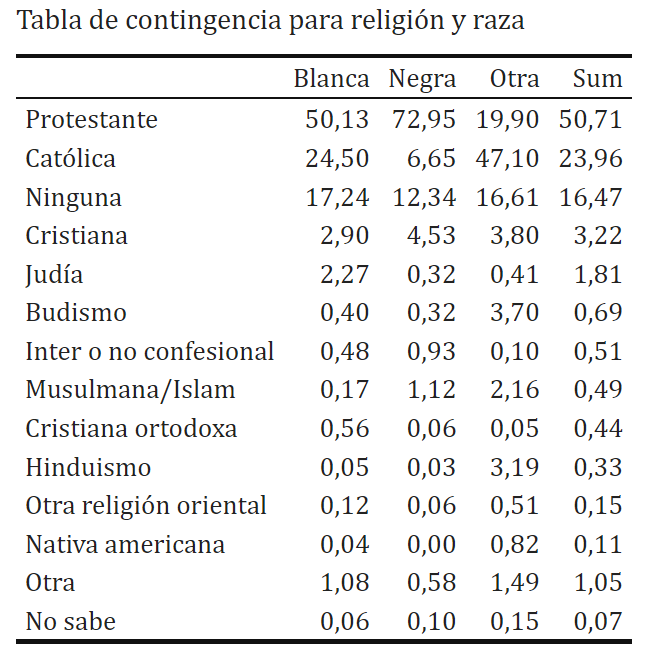 Tabla de contingencia para religión y raza
Blanca Negra Otra Sum
Protestante 50,13 72,95 19,90 50,71
Católica 24,50 6,65 47,10 23,96
Ninguna 17,24 12,34 16,61 16,47
Cristiana 2,90 4,53 3,80 3,22
Judía 2,27 0,32 0,41 1,81
Budismo 0,40 0,32 3,70 0,69
Inter o no confesional 0,48 0,93 0,10 0,51
Musulmana/Islam 0,17 1,12 2,16 0,49
Cristiana ortodoxa 0,56 0,06 0,05 0,44
Hinduismo 0,05 0,03 3,19 0,33
Otra religión oriental 0,12 0,06 0,51 0,15
Nativa americana 0,04 0,00 0,82 0,11
Otra 1,08 0,58 1,49 1,05
No sabe 0,06 0,10 0,15 0,07